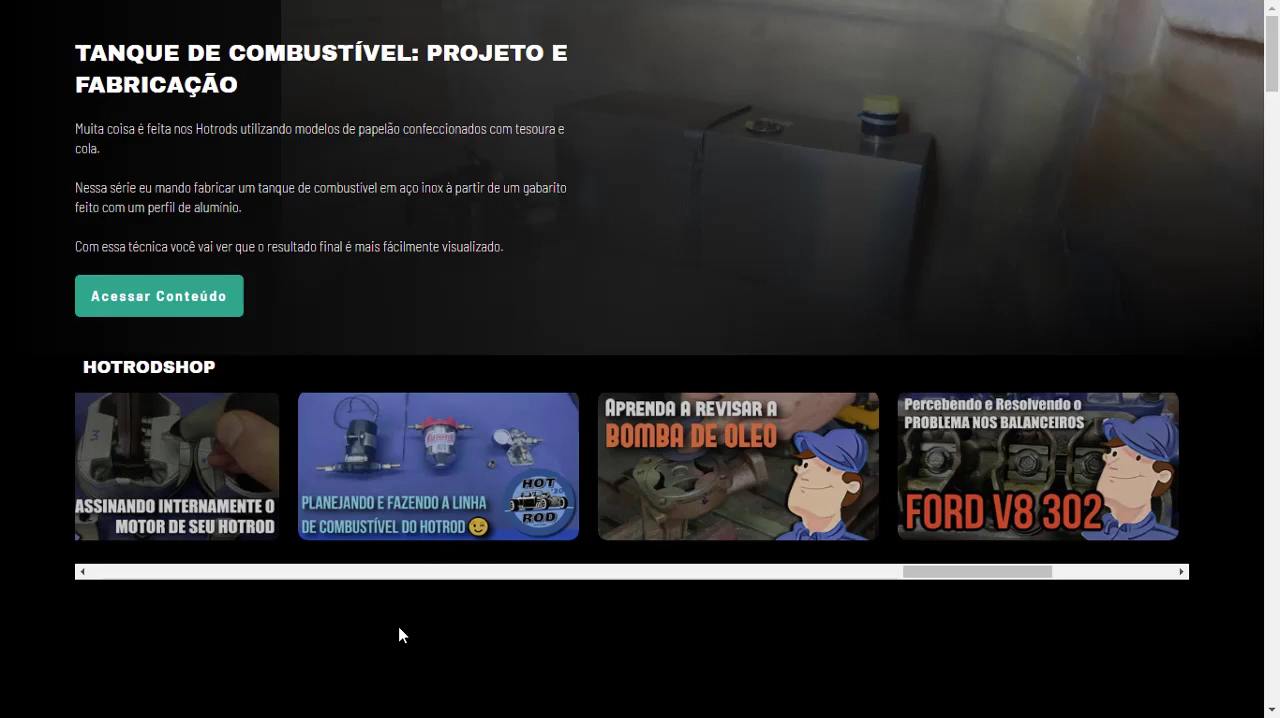 TANQUE DE COMBUSTÍVEL: PROJETO E
FABRICAÇÃO
Muita coisa é feita nos Hotrods utilizando modelos de papelão confeccionados com tesoura e
cola.
Nessa série eu mando fabricar um tanque de combustível em aço inox à partir de um gabarito
feito com um perfil de alumínio.
Com essa técnica você vai ver que o resultado final é mais fácilmente visualizado.
Acessar Conteúdo
HOTRODSHOP
3
ASSINANDO INTERNAMENTE O
MOTOR DE SEU HOTROD
PLANEJANDO E FAZENDO A LINHA
DE COMBUSTÍVEL DO HOTROD
HOT
ROD
APRENDA A REVISAR A
BOMBA DE OLEO
Percebendo e Resolvendo o
PROBLEMA NOS BALANCEIROS
FORD V8 302